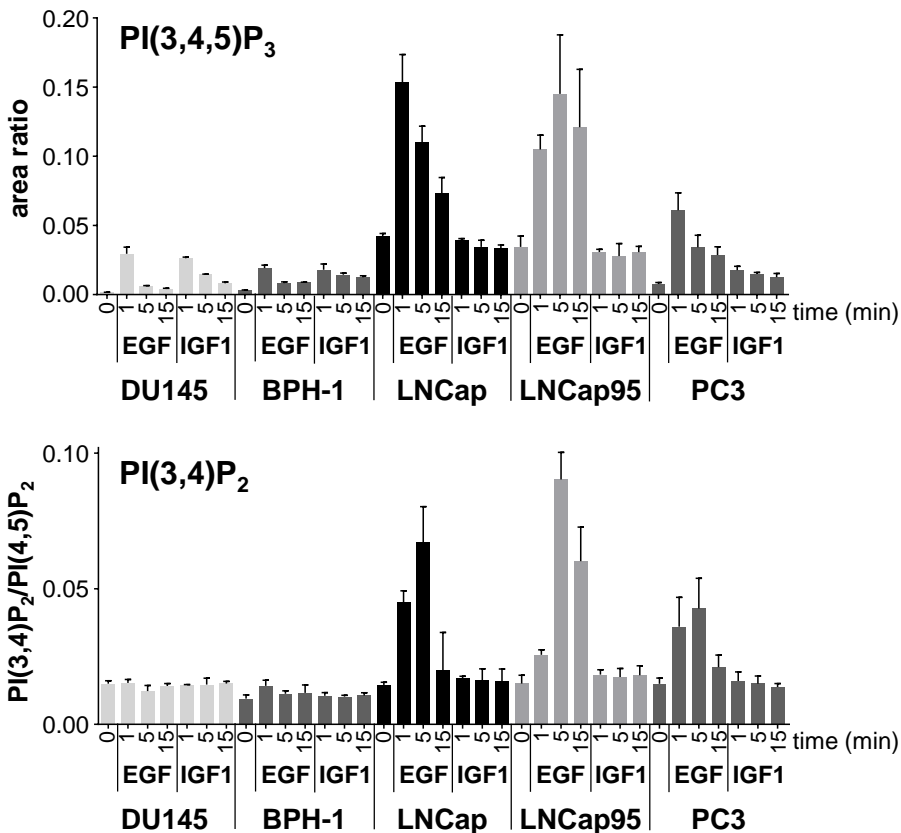 PI(3,4,5)P3
area ratio
0.20
0.15
0.10
0.05
0.00
0 1 5 15 1 5 15 0 1 5 15 1 5 15 0 1 5 15 1 5 15 0 1 5 15 1 5 15 0 1 5 15 1 5 15 time (min)
EGF IGF1 EGF IGF1 EGF IGF1 EGF IGF1 EGF IGF1
DU145 BPH-1 LNCap LNCap95 PC3
PI(3,4)P2
PI(3,4)P2/PI(4,5)P2
0.10
0.05
0.00
0 1 5 15 1 5 15 0 1 5 15 1 5 15 0 1 5 15 1 5 15 0 1 5 15 1 5 15 0 1 5 15 1 5 15 time (min)
EGF IGF1 EGF IGF1 EGF IGF1 EGF IGF1 EGF IGF1
DU145 BPH-1 LNCap LNCap95 PC3